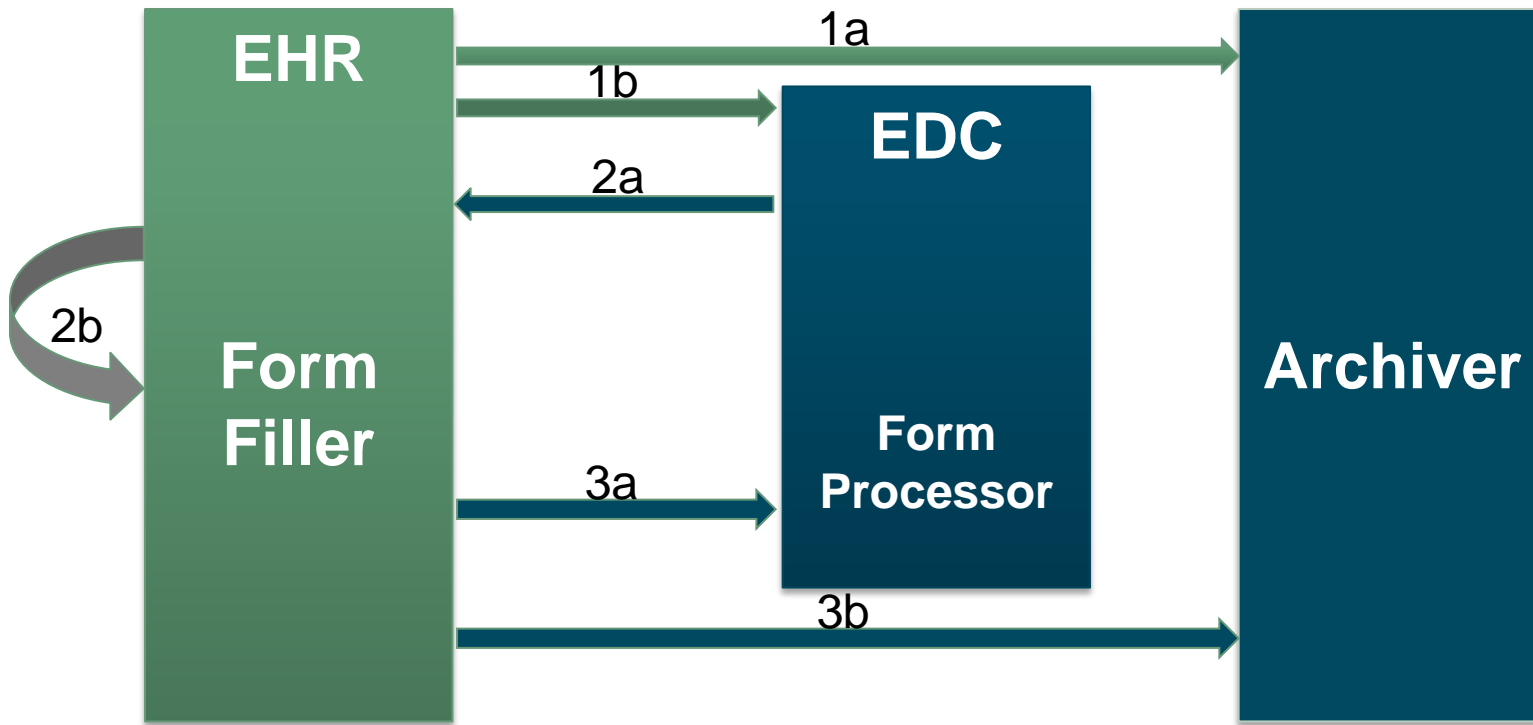 EHR
1a
1b
EDC
2a
2b
Form
Filler
Archiver
Form
Processor
3a
3b